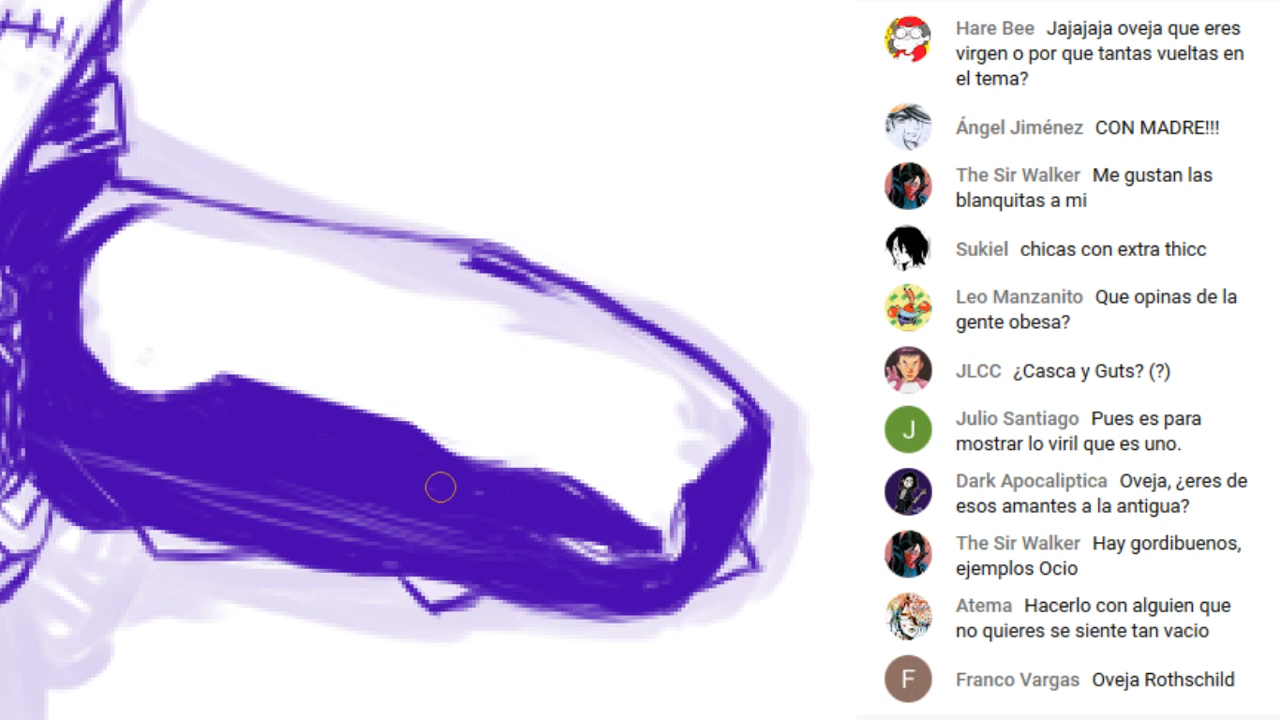 Hare Bee Jajajaja oveja que eres
virgen o por que tantas vueltas en
el tema?
Ángel Jiménez CON MADRE!!!
The Sir Walker Me gustan las
blanquitas a mi
Sukiel chicas con extra thicc
Leo Manzanito Que opinas de la
gente obesa?
JLCC ¿Casca y Guts? (?)
J
Julio Santiago Pues es para
mostrar lo viril que es uno.
Dark Apocaliptica Oveja, ¿eres de
esos amantes a la antigua?
The Sir Walker Hay gordibuenos,
ejemplos Ocio
Atema Hacerlo con alguien que
no quieres se siente tan vacio
F
Franco Vargas Oveja Rothschild